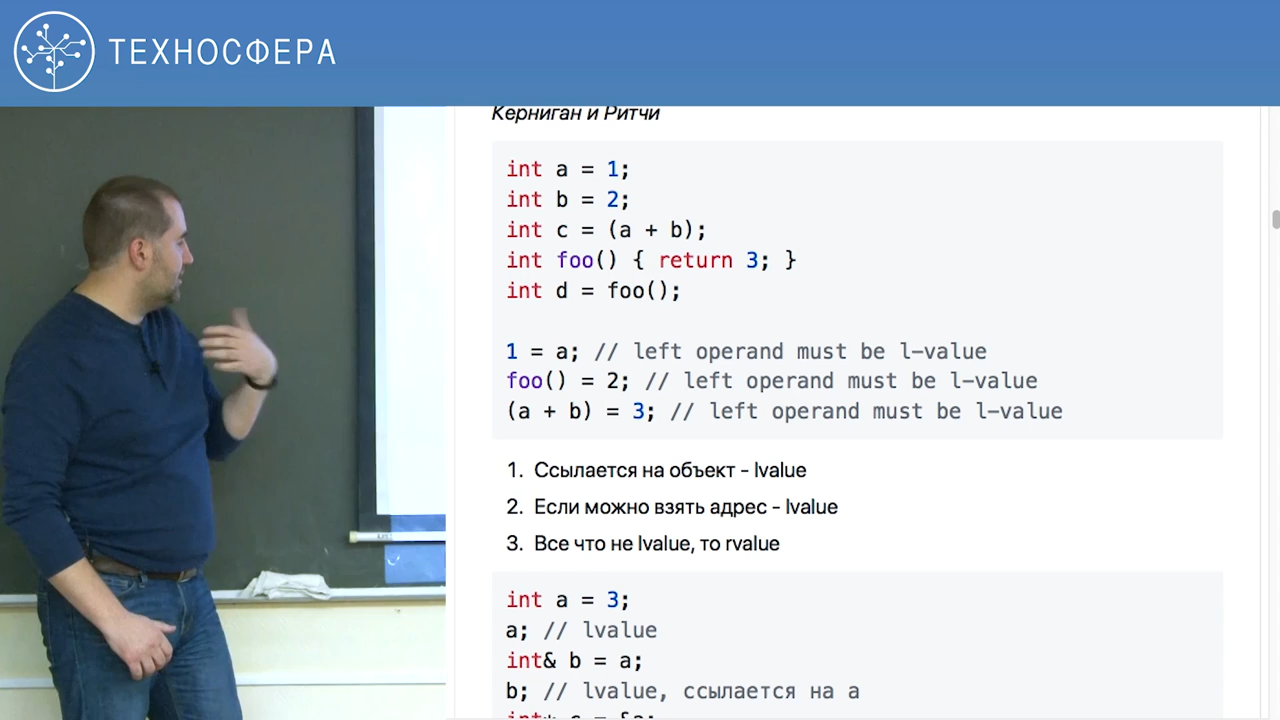 ТЕХНОСФЕРА
Керниган и Ритчи
int a = 1;
int b = 2;
int c = (a + b);
int foo() { return 3; }
int d = foo();
1 = a; // left operand must be l-value
foo() = 2; // left operand must be l-value
(a + b) = 3; // left operand must be l-value
1. Ссылается на объект - lvalue
2. Если можно взять адрес - lvalue
3. Все что не lvalue, то rvalue
int a = 3;
a; // lvalue
int& b = a;
b; // lvalue, ссылается на a
int* c = &a;